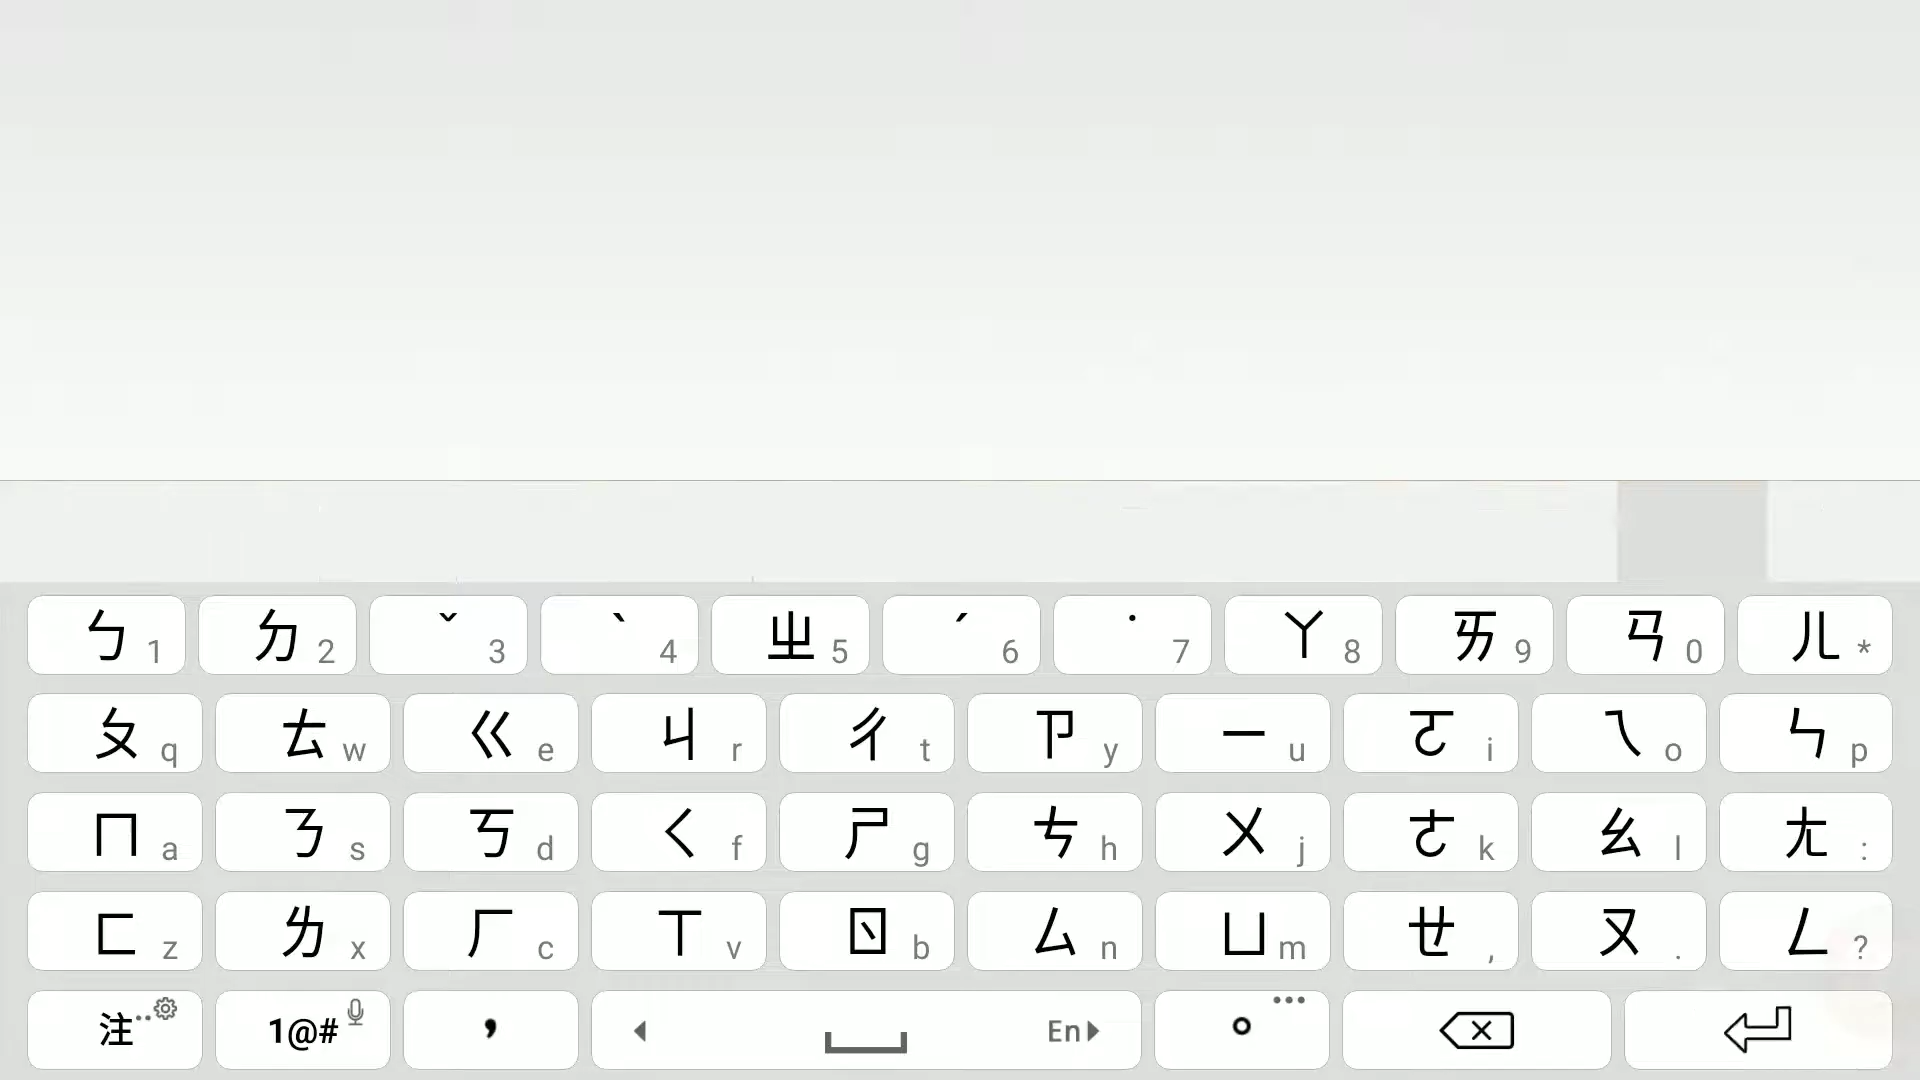 ㄅ 1 ㄉ 2 ˇ 3 ˋ 4 ㄓ 5 ˊ 6 ˙ 7 ㄚ 8 ㄞ 9 ㄢ 0 ㄦ *
ㄆ q ㄊ w ㄍ e ㄐ r ㄔ t ㄗ y ㄧ u ㄛ i ㄟ o ㄣ p
ㄇ a ㄋ s ㄎ d ㄑ f ㄕ g ㄘ h ㄨ j ㄜ k ㄠ l ㄤ :
ㄈ z ㄌ x ㄏ c ㄒ v ㄖ b ㄙ n ㄩ m ㄝ , ㄡ . ㄥ ?
注 1@# , En 。